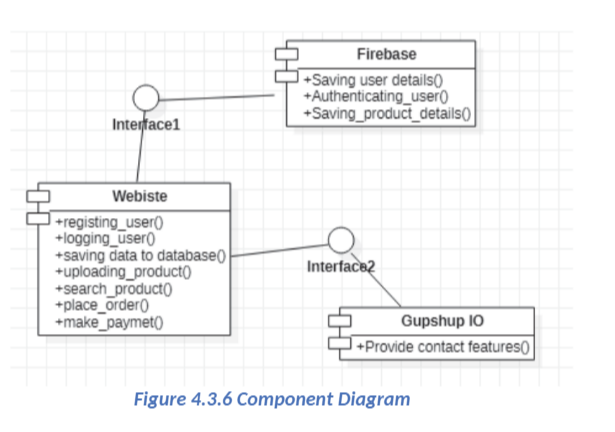 Firebase
+Saving user details()
+Authenticating_user()
+Saving_product_details()
Interface1
Webiste
+registing_user()
+logging_user()
+saving data to database()
+uploading_product()
+search_product()
+place_order()
+make_paymet()
Interface2
Gupshup IO
+Provide contact features()
Figure 4.3.6 Component Diagram